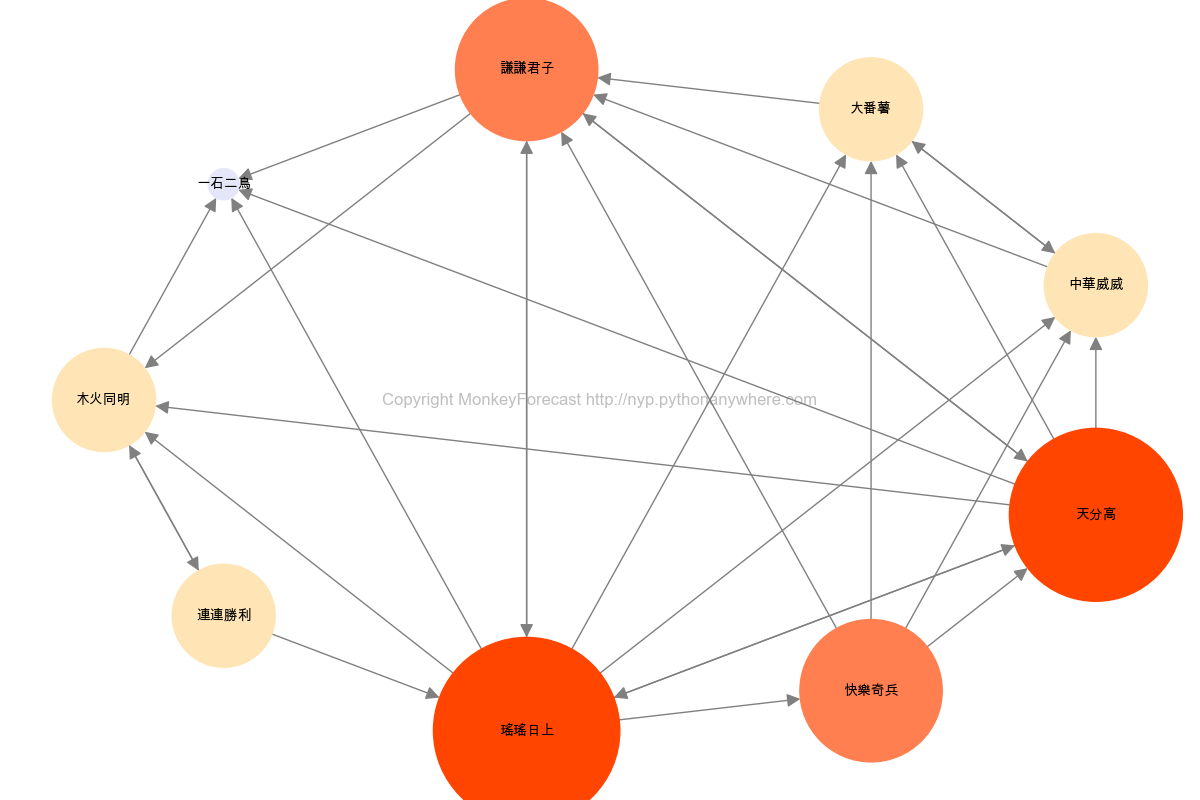 謙謙君子
大番薯
一石二鳥
中華威威
木火同明
Copyright MonkeyForecast http://nyp.pythonanywhere.com
天分高
連連勝利
快樂奇兵
瑤瑤日上